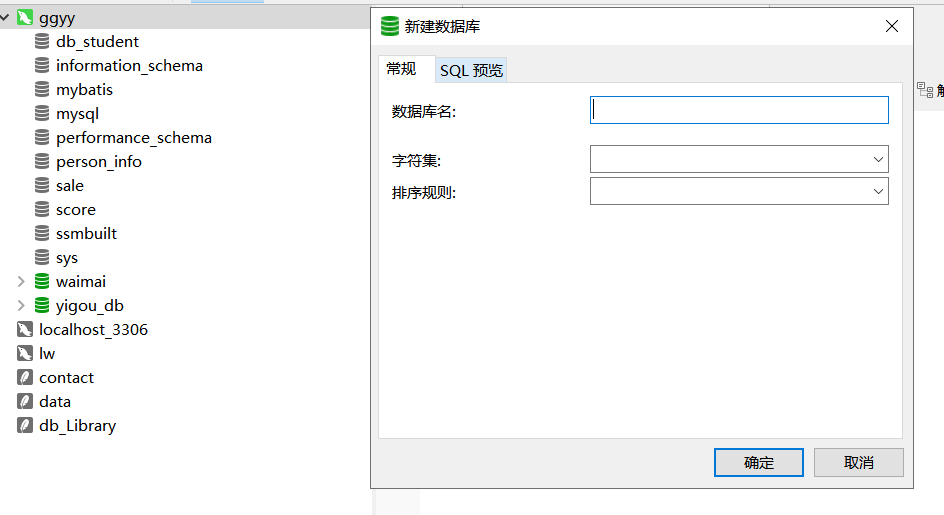 ggyy
db_student
information_schema
mybatis
mysql
performance_schema
person_info
sale
score
ssmbuilt
sys
waimai
yigou_db
localhost_3306
lw
contact
data
db_Library
新建数据库
常规
SQL 预览
数据库名:
字符集:
排序规则:
确定
取消